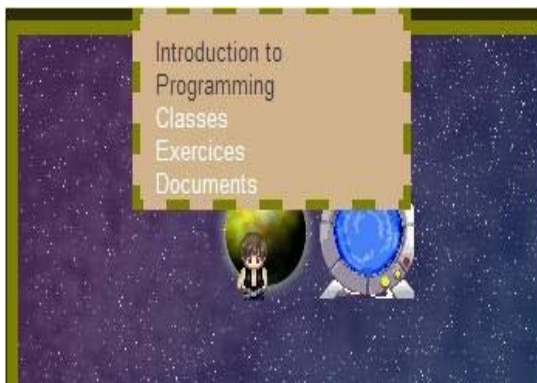 Introduction to
Programming
Classes
Exercices
Documents